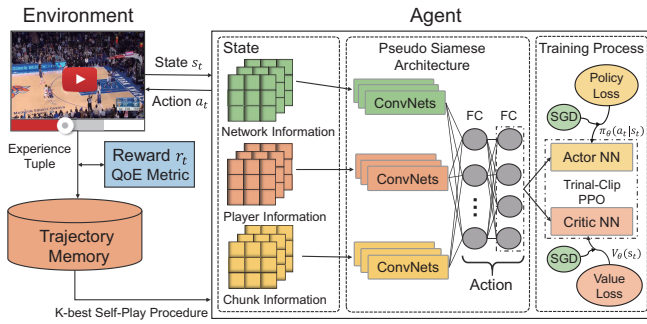 Environment
Agent
State s_t
Action a_t
Experience
Tuple
Reward r_t
QoE Metric
Trajectory
Memory
K-best Self-Play Procedure
State
Network Information
Player Information
Chunk Information
Pseudo Siamese
Architecture
ConvNets
ConvNets
ConvNets
FC
FC
Action
Training Process
Policy
Loss
SGD
π_θ(a_t|s_t)
Actor NN
Trinal-Clip
PPO
Critic NN
SGD
V_θ(s_t)
Value
Loss